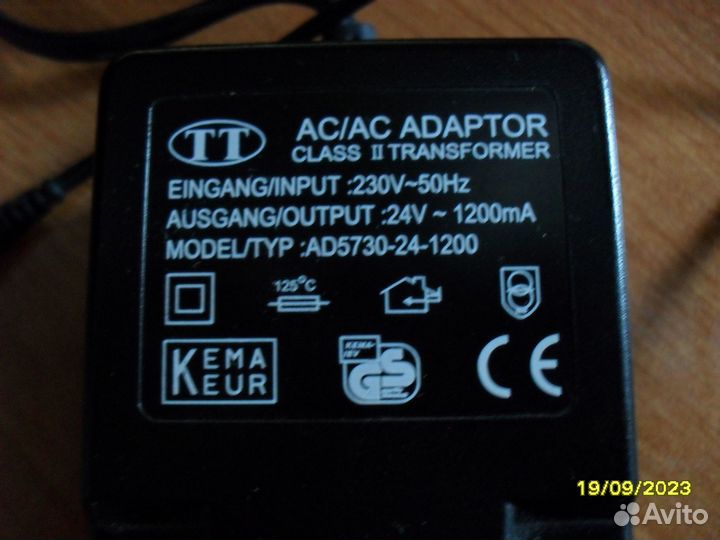 TT
AC/AC ADAPTOR
CLASS II TRANSFORMER
EINGANG/INPUT :230V~50Hz
AUSGANG/OUTPUT :24V ~ 1200mA
MODEL/TYP :AD5730-24-1200
125°C
KEMA
KEUR
KEMA-
GS
CE
19/09/2023
Avito